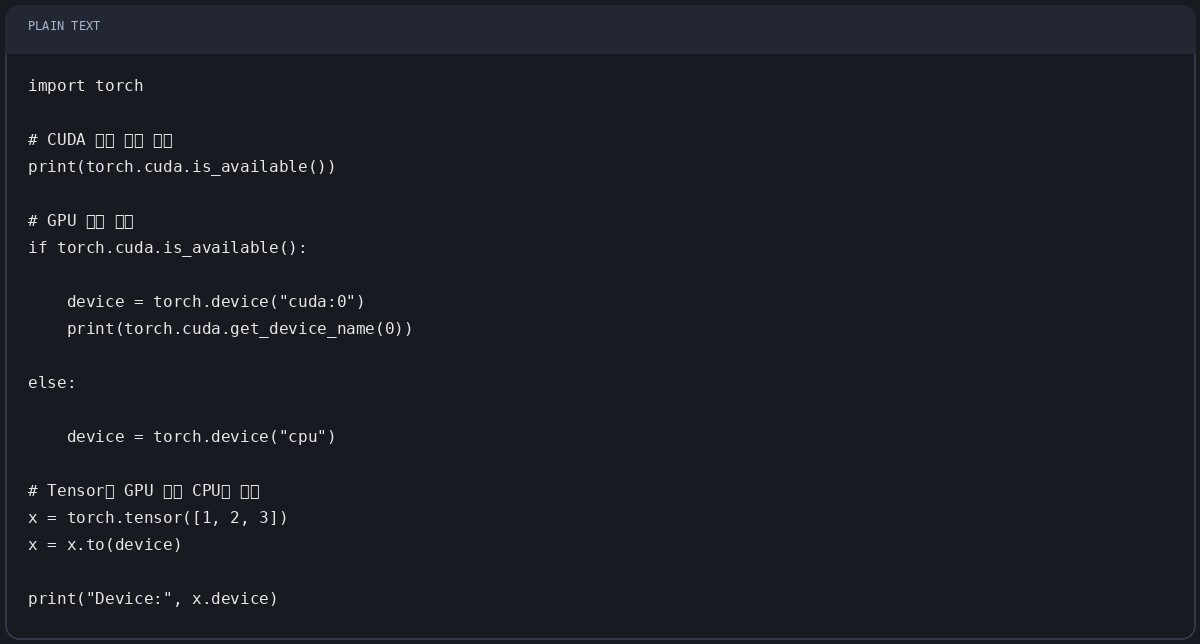 PLAIN TEXT
import torch
# CUDA
print(torch.cuda.is_available())
# GPU
if torch.cuda.is_available():
device = torch.device("cuda:0")
print(torch.cuda.get_device_name(0))
else:
device = torch.device("cpu")
# Tensor GPU CPU
x = torch.tensor([1, 2, 3])
x = x.to(device)
print("Device:", x.device)